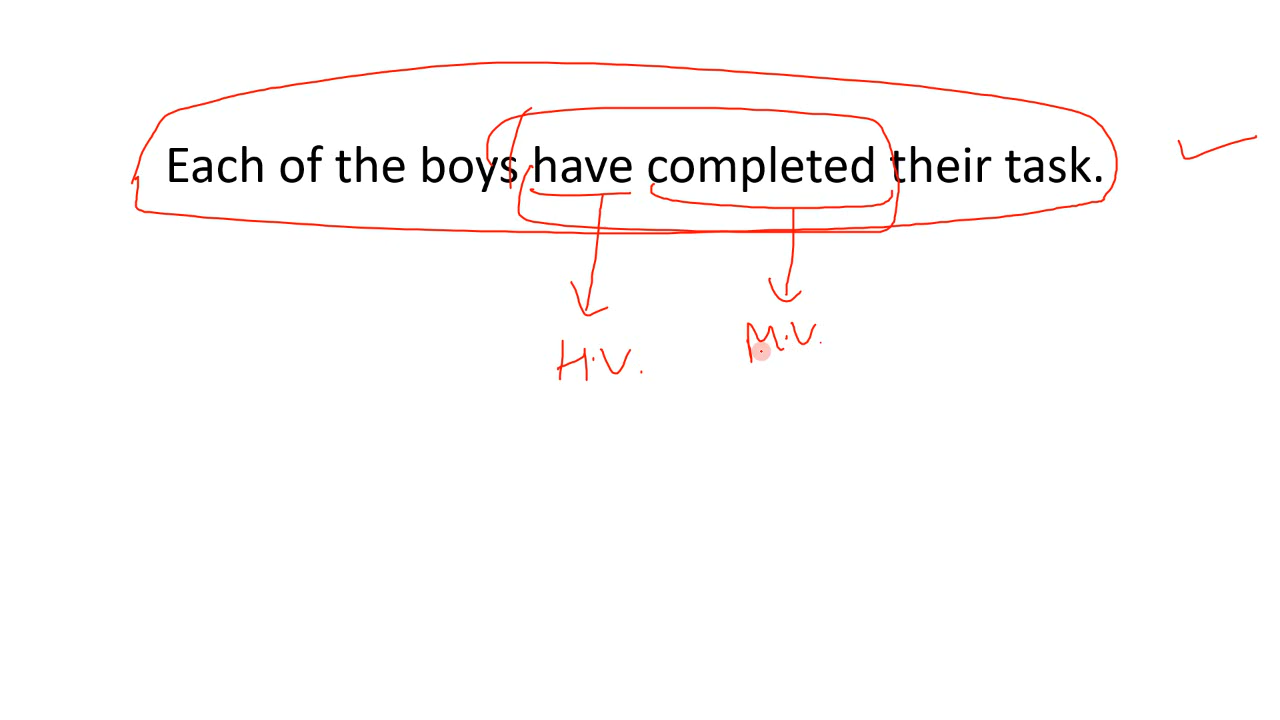 Each of the boys have completed their task.
H.V. M.V.